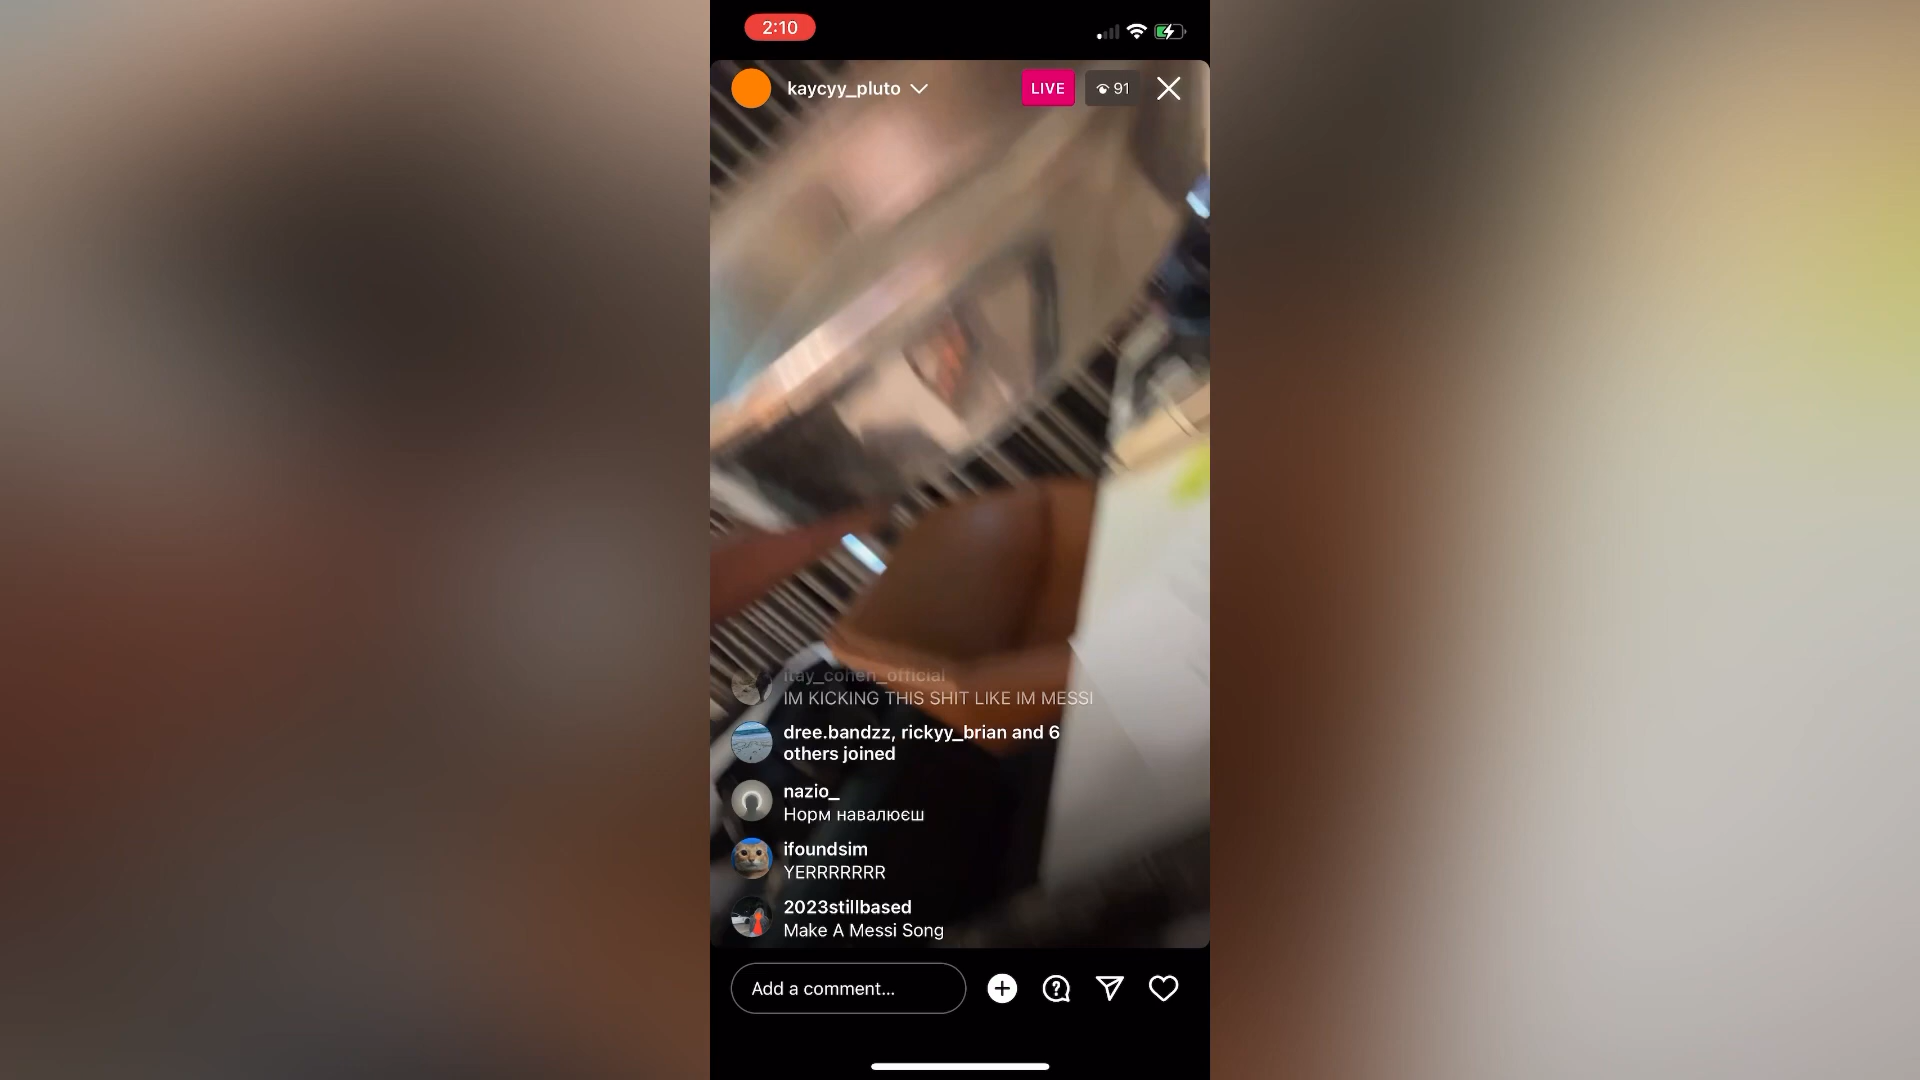 2:10
kaycyy_pluto
LIVE
91
itay_cohen_official
IM KICKING THIS SHIT LIKE IM MESSI
dree.bandzz, rickyy_brian and 6
others joined
nazio_
Норм навалюєш
ifoundsim
YERRRRRRR
2023stillbased
Make A Messi Song
Add a comment...